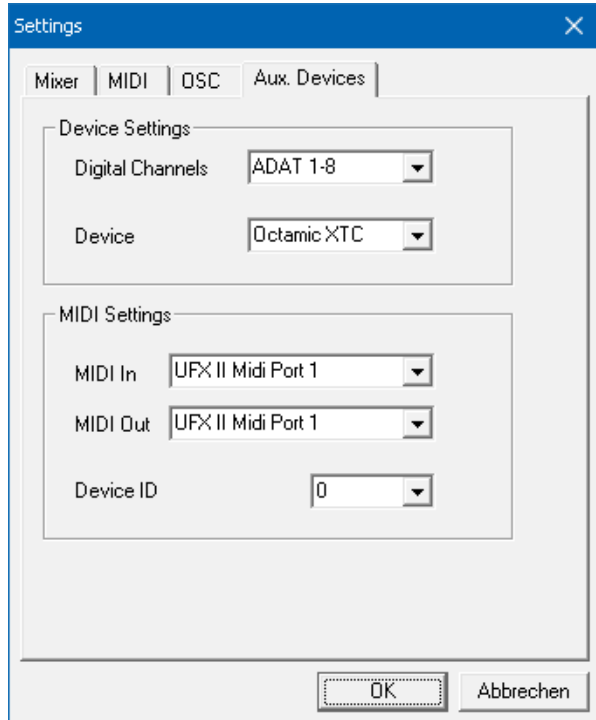 Settings
Mixer MIDI OSC Aux. Devices
Device Settings
Digital Channels ADAT 1-8
Device Octamic XTC
MIDI Settings
MIDI In UFX II Midi Port 1
MIDI Out UFX II Midi Port 1
Device ID 0
OK Abbrechen